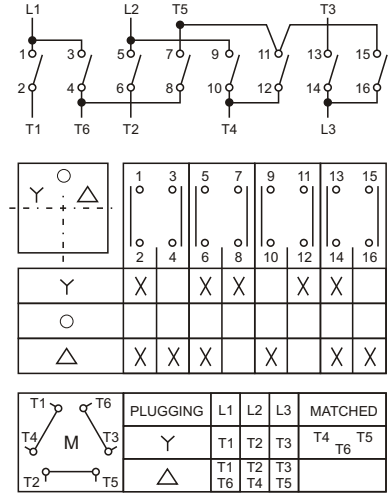 L1 L2 T5 T3
1 3 5 7 9 11 13 15
2 4 6 8 10 12 14 16
T1 T6 T2 T4 L3
1 3 5 7 9 11 13 15
2 4 6 8 10 12 14 16
Y X X X X X
X X X X X X
T1 T6
T4 M T3
T2 T5
PLUGGING L1 L2 L3 MATCHED
Y T1 T2 T3 T4 T6 T5
T1 T2 T3
T6 T4 T5